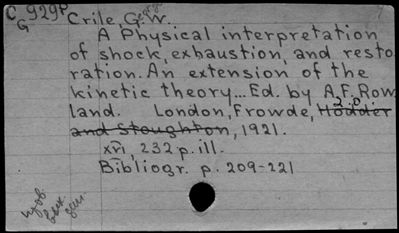 C G 929p Crile, George W.
A Physical interpretation
of shock, exhaustion, and resto
ration. An extension of the
kinetic theory... Ed. by A.F. Row
land. London, Frowde, Hodder
and Stoughton, 1921.
xvi, 232 p. ill.
Bibliogr. p. 209-221